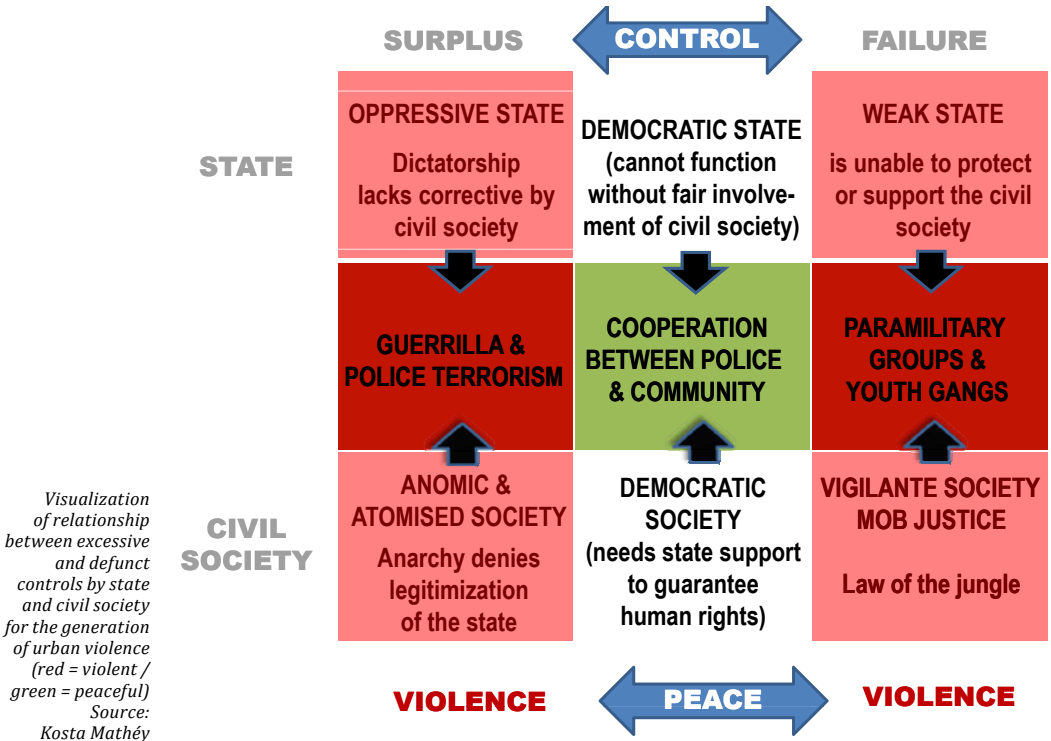 SURPLUS
CONTROL
FAILURE
STATE
OPPRESSIVE STATE
Dictatorship
lacks corrective by
civil society
DEMOCRATIC STATE
(cannot function
without fair involve-
ment of civil society)
WEAK STATE
is unable to protect
or support the civil
society
GUERRILLA &
POLICE TERRORISM
COOPERATION
BETWEEN POLICE
& COMMUNITY
PARAMILITARY
GROUPS &
YOUTH GANGS
CIVIL
SOCIETY
ANOMIC &
ATOMISED SOCIETY
Anarchy denies
legitimization
of the state
DEMOCRATIC
SOCIETY
(needs state support
to guarantee
human rights)
VIGILANTE SOCIETY
MOB JUSTICE
Law of the jungle
VIOLENCE
PEACE
VIOLENCE
Visualization
of relationship
between excessive
and defunct
controls by state
and civil society
for the generation
of urban violence
(red = violent /
green = peaceful)
Source:
Kosta Mathéy